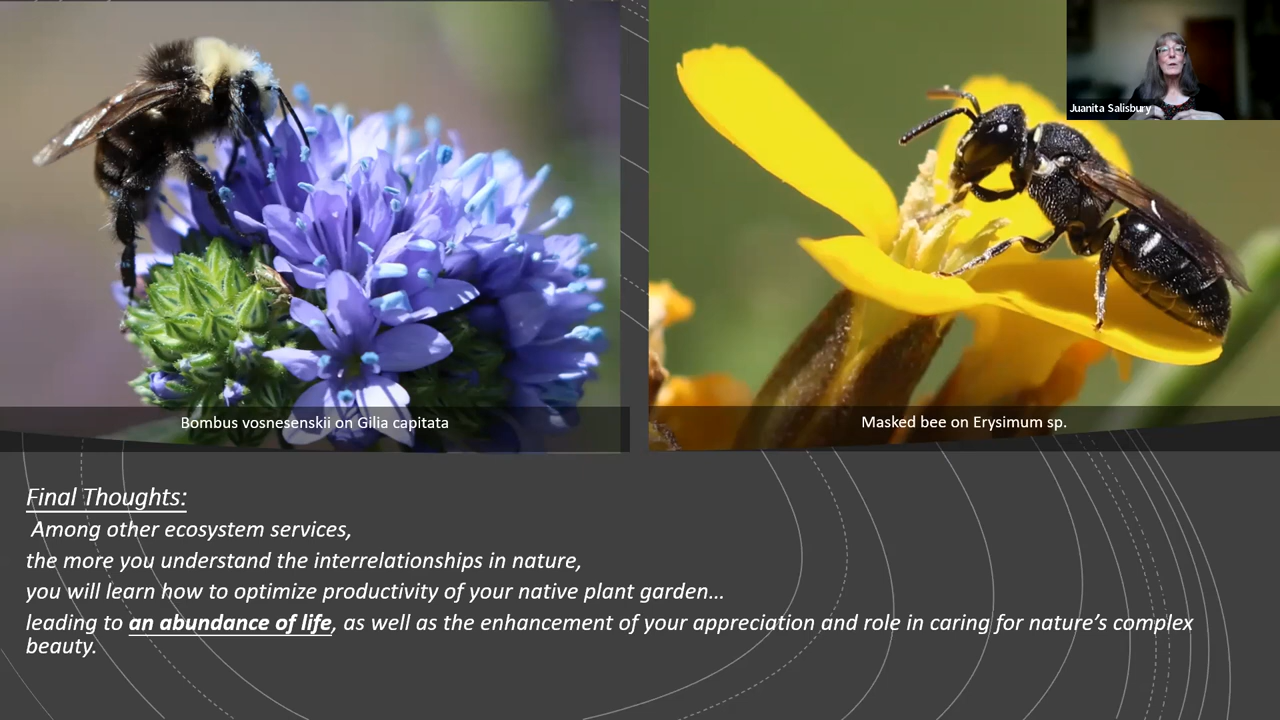 Juanita Salisbury
Bombus vosnesenskii on Gilia capitata
Masked bee on Erysimum sp.
Final Thoughts:
Among other ecosystem services,
the more you understand the interrelationships in nature,
you will learn how to optimize productivity of your native plant garden…
leading to an abundance of life, as well as the enhancement of your appreciation and role in caring for nature’s complex
beauty.